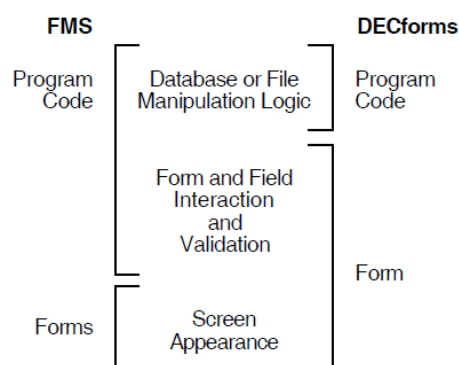 FMS
DECforms
Program
Code
Database or File
Manipulation Logic
Program
Code
Form and Field
Interaction
and
Validation
Form
Forms
Screen
Appearance